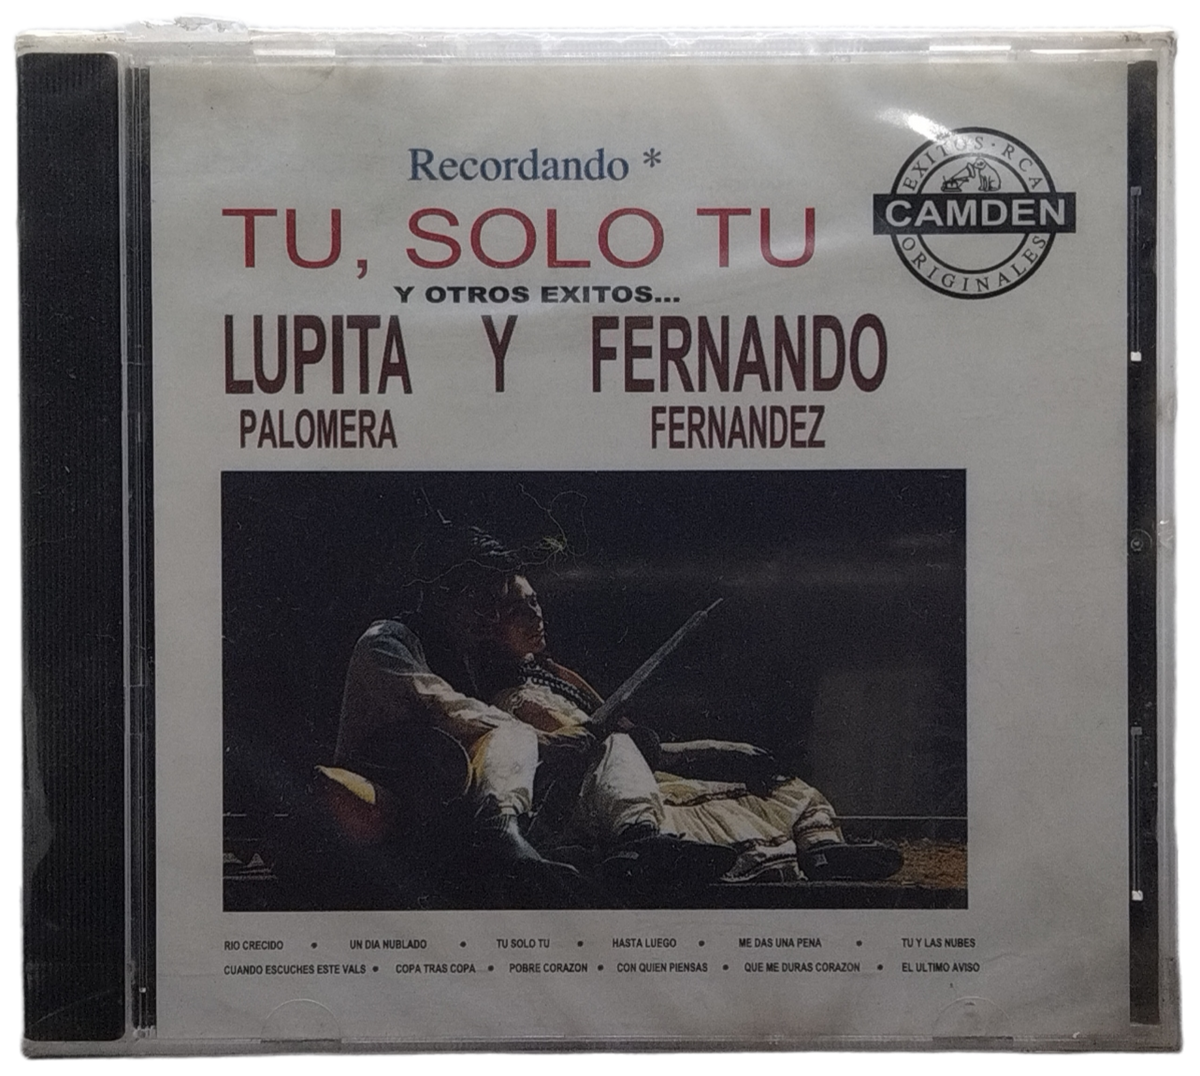 Recordando *
TU, SOLO TU
Y OTROS EXITOS...
LUPITA Y FERNANDO
PALOMERA FERNANDEZ
EXITOS · RCA
CAMDEN
ORIGINALES
RIO CRECIDO • UN DIA NUBLADO • TU SOLO TU • HASTA LUEGO • ME DAS UNA PENA • TU Y LAS NUBES
CUANDO ESCUCHES ESTE VALS • COPA TRAS COPA • POBRE CORAZON • CON QUIEN PIENSAS • QUE ME DURAS CORAZON • EL ULTIMO AVISO